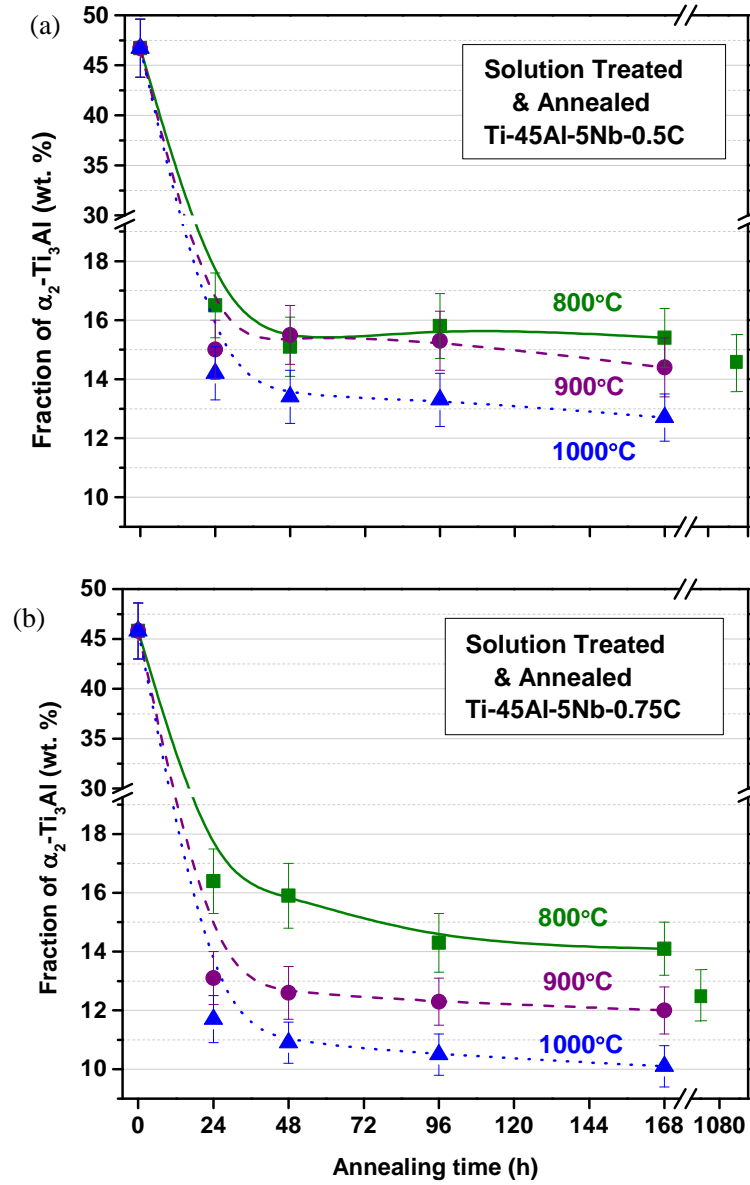 (a)
Fraction of α₂-Ti₃Al (wt. %)
50
45
40
35
30
18
16
14
12
10
Solution Treated
& Annealed
Ti-45Al-5Nb-0.5C
800°C
900°C
1000°C
(b)
Fraction of α₂-Ti₃Al (wt. %)
50
45
40
35
30
18
16
14
12
10
Solution Treated
& Annealed
Ti-45Al-5Nb-0.75C
800°C
900°C
1000°C
0 24 48 72 96 120 144 168 1080
Annealing time (h)